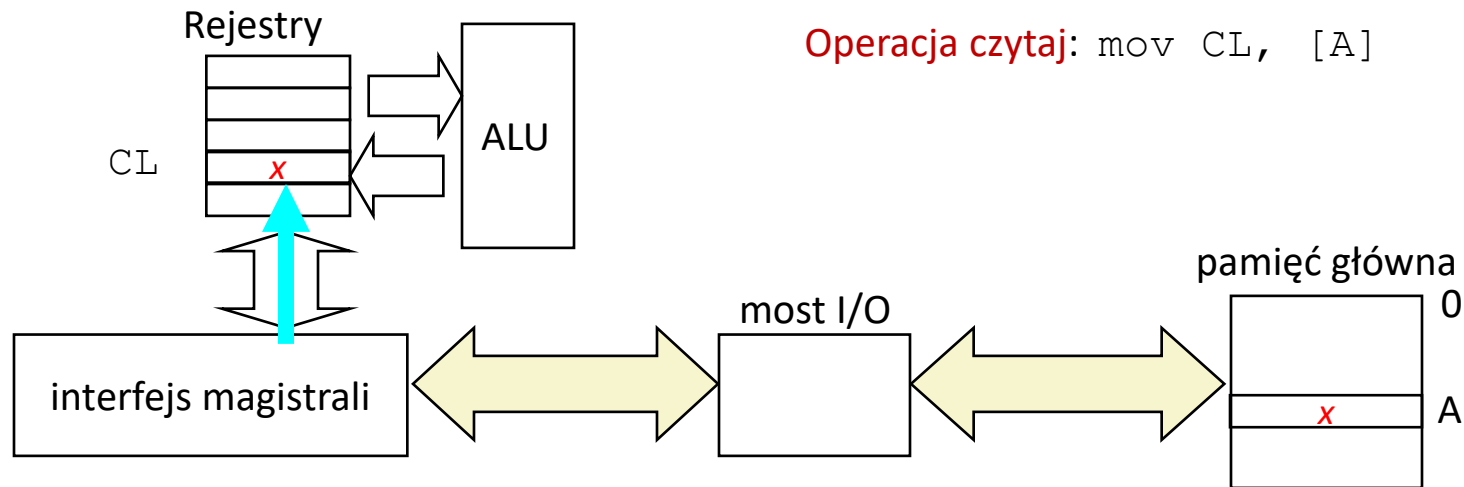 Rejestry
Operacja czytaj: mov CL, [A]
ALU
CL
x
pamięć główna
0
most I/O
interfejs magistrali
x
A